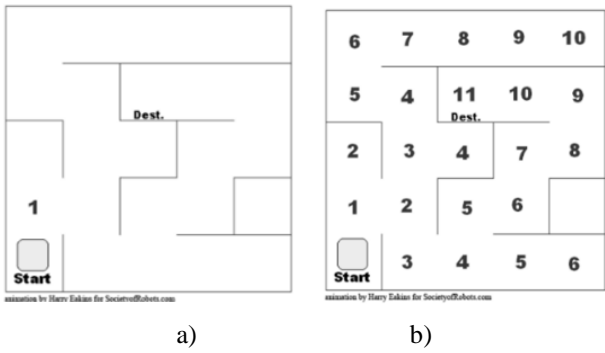 Dest.
1
Start
animation by Harry Eakins for SocietyofRobots.com
a)
6 7 8 9 10
5 4 11 10 9
Dest.
2 3 4 7 8
1 2 5 6
Start
3 4 5 6
animation by Harry Eakins for SocietyofRobots.com
b)